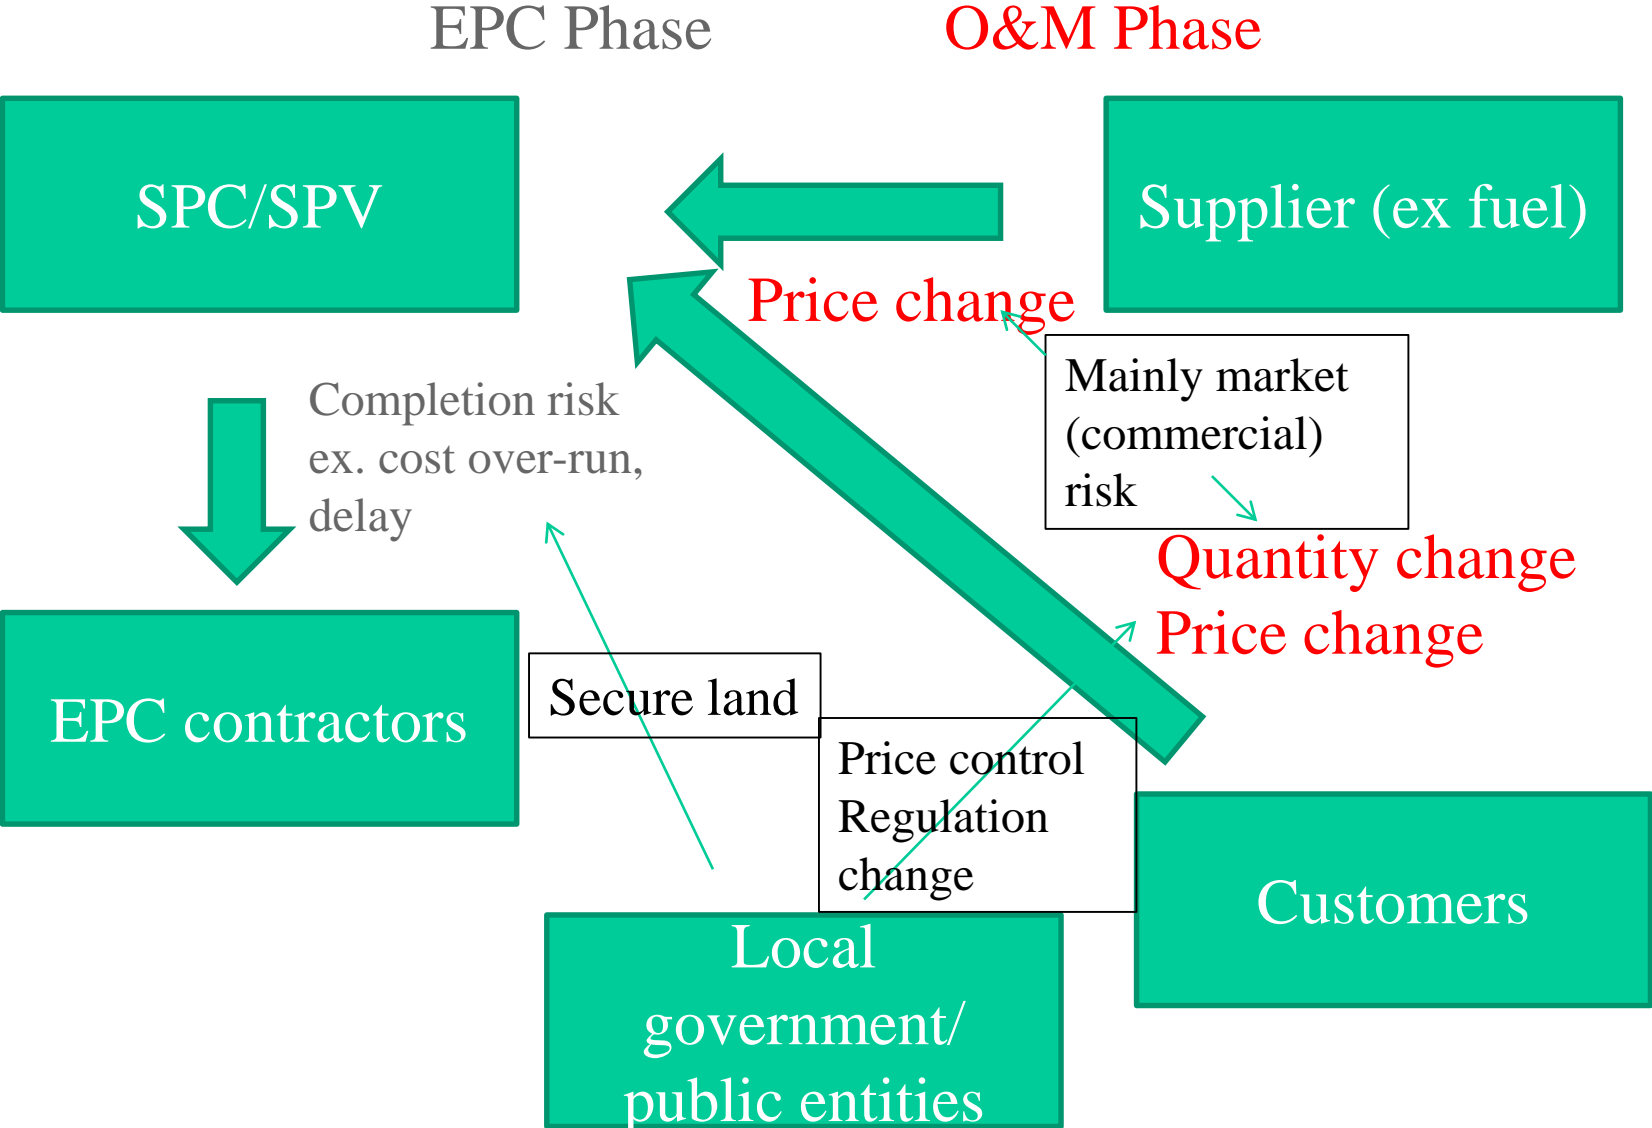 EPC Phase
O&M Phase
SPC/SPV
Supplier (ex fuel)
Price change
Mainly market
(commercial)
risk
Completion risk
ex. cost over-run,
delay
Quantity change
Price change
EPC contractors
Secure land
Price control
Regulation
change
Customers
Local
government/
public entities